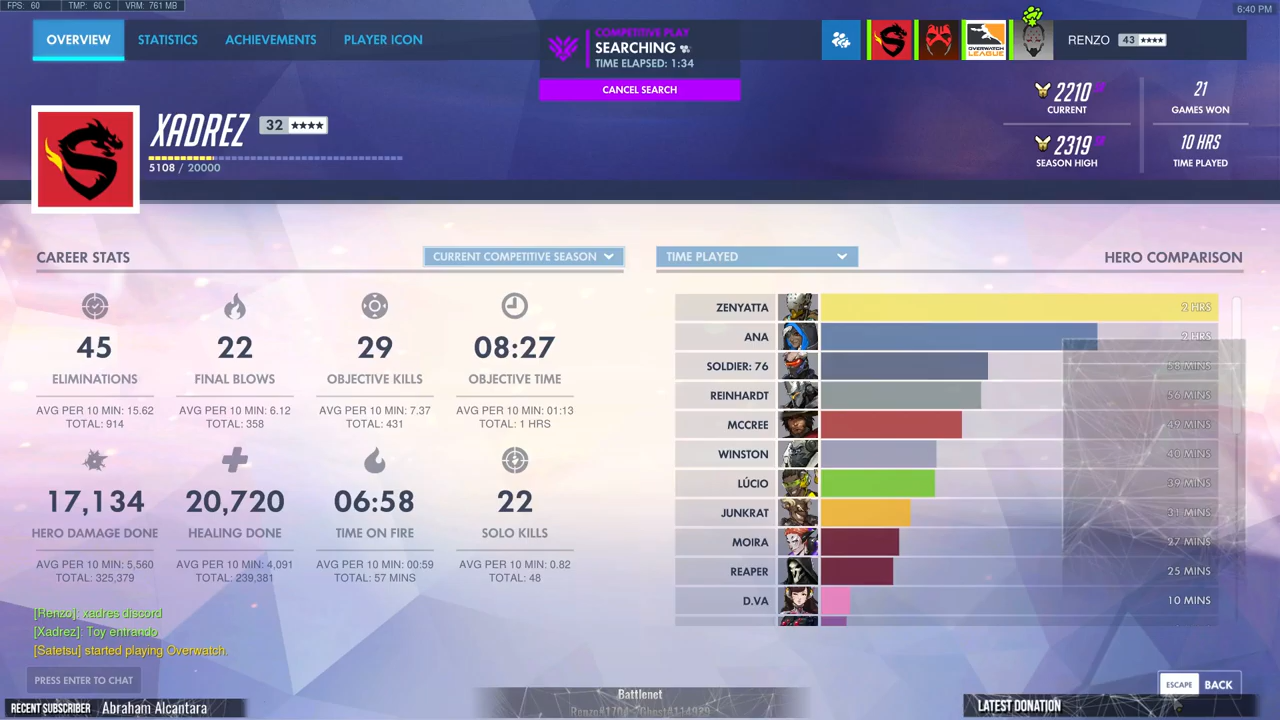 FPS: 60 TMP: 60 C VRM: 761 MB
6:40 PM
OVERVIEW STATISTICS ACHIEVEMENTS PLAYER ICON
COMPETITIVE PLAY
SEARCHING
TIME ELAPSED: 1:34
CANCEL SEARCH
OVERWATCH
LEAGUE
RENZO 43
XADREZ 32
5108 / 20000
2210
CURRENT
21
GAMES WON
2319
SEASON HIGH
10 HRS
TIME PLAYED
CAREER STATS
CURRENT COMPETITIVE SEASON
TIME PLAYED
HERO COMPARISON
45
ELIMINATIONS
AVG PER 10 MIN: 15.62
TOTAL: 914
22
FINAL BLOWS
AVG PER 10 MIN: 6.12
TOTAL: 358
29
OBJECTIVE KILLS
AVG PER 10 MIN: 7.37
TOTAL: 431
08:27
OBJECTIVE TIME
AVG PER 10 MIN: 01:13
TOTAL: 1 HRS
17,134
HERO DAMAGE DONE
AVG PER 10 MIN: 5,560
TOTAL: 325,379
20,720
HEALING DONE
AVG PER 10 MIN: 4,091
TOTAL: 239,381
06:58
TIME ON FIRE
AVG PER 10 MIN: 00:59
TOTAL: 57 MINS
22
SOLO KILLS
AVG PER 10 MIN: 0.82
TOTAL: 48
ZENYATTA 2 HRS
ANA 2 HRS
SOLDIER: 76 58 MINS
REINHARDT 56 MINS
MCCREE 49 MINS
WINSTON 40 MINS
LÚCIO 39 MINS
JUNKRAT 31 MINS
MOIRA 27 MINS
REAPER 25 MINS
D.VA 10 MINS
[Renzo]: xadres discord
[Xadrez]: Toy entrando
[Satetsu] started playing Overwatch.
PRESS ENTER TO CHAT
ESCAPE BACK
RECENT SUBSCRIBER Abraham Alcantara
Battlenet
LATEST DONATION